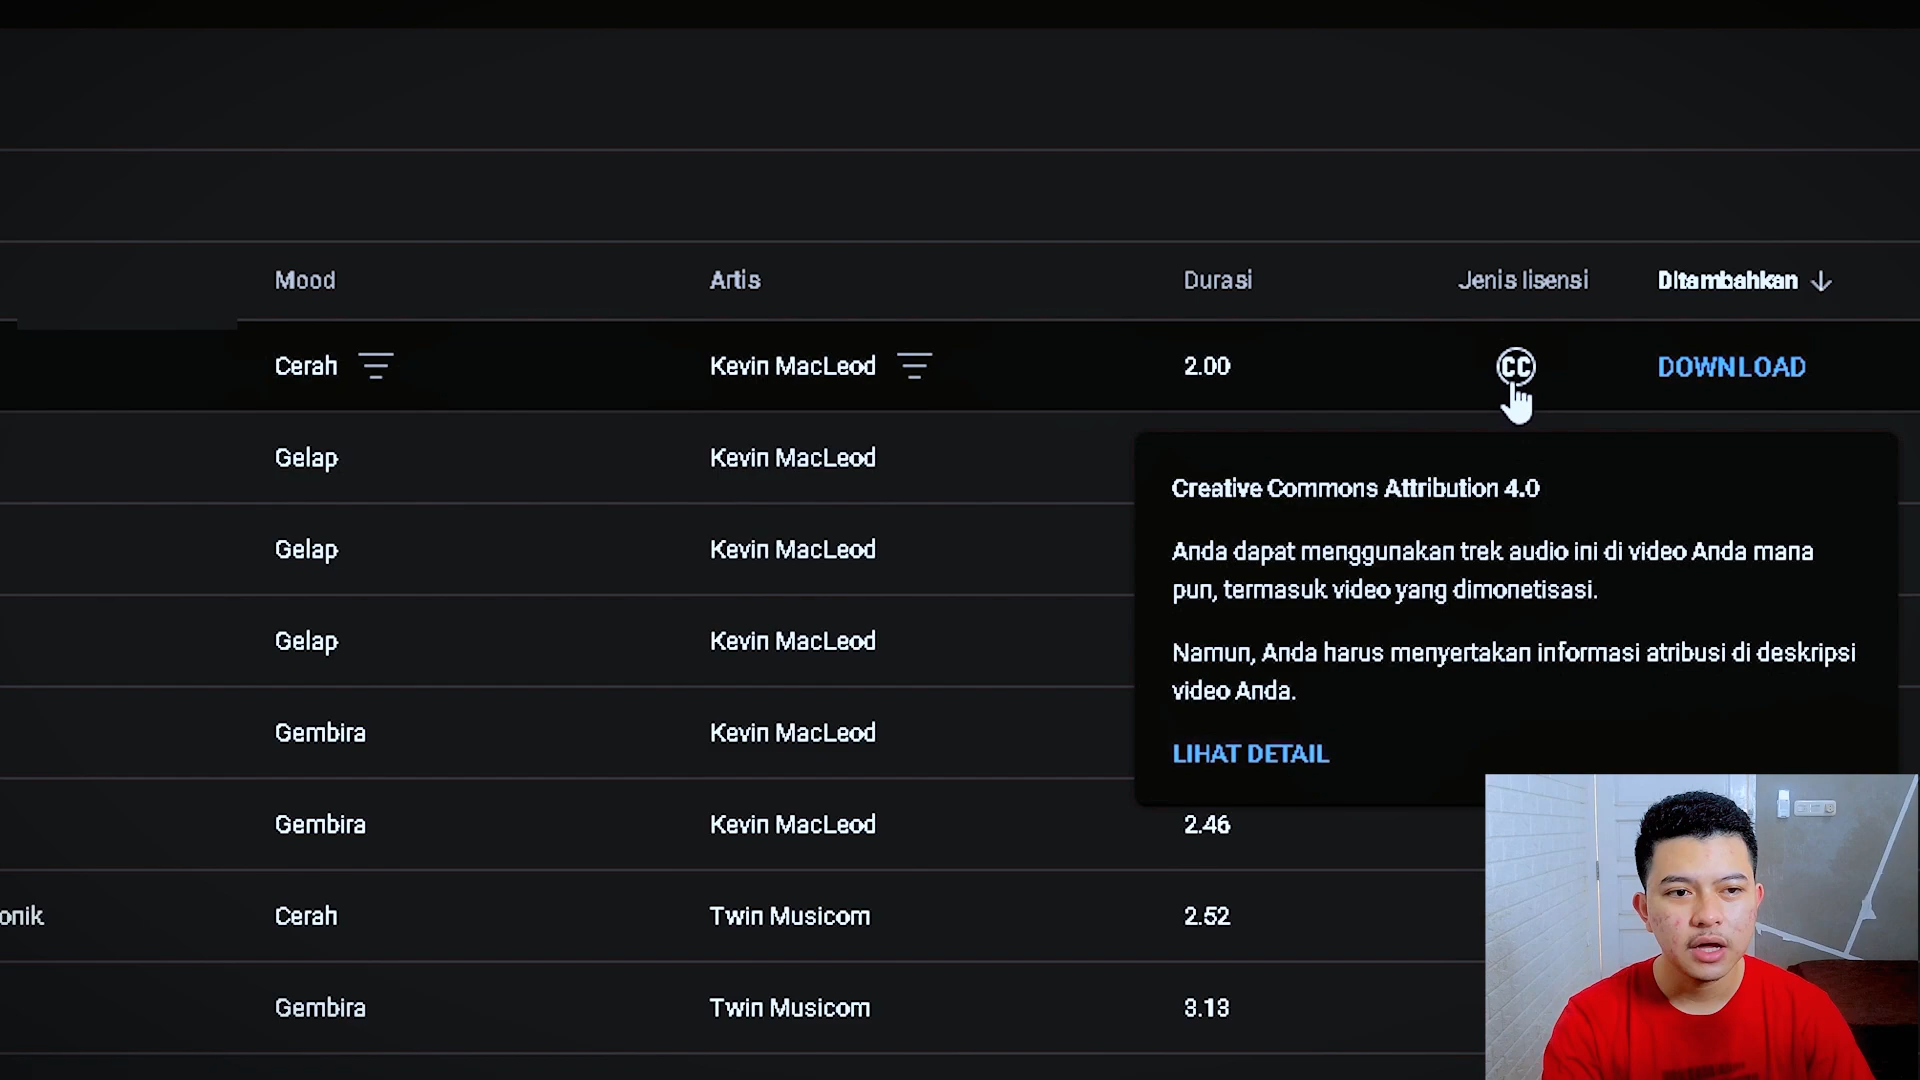 Mood Artis Durasi Jenis lisensi Ditambahkan
Cerah Kevin MacLeod 2.00 CC DOWNLOAD
Gelap Kevin MacLeod
Gelap Kevin MacLeod
Gelap Kevin MacLeod
Gembira Kevin MacLeod
Gembira Kevin MacLeod 2.46
onik Cerah Twin Musicom 2.52
Gembira Twin Musicom 3.13
Creative Commons Attribution 4.0
Anda dapat menggunakan trek audio ini di video Anda mana
pun, termasuk video yang dimonetisasi.
Namun, Anda harus menyertakan informasi atribusi di deskripsi
video Anda.
LIHAT DETAIL